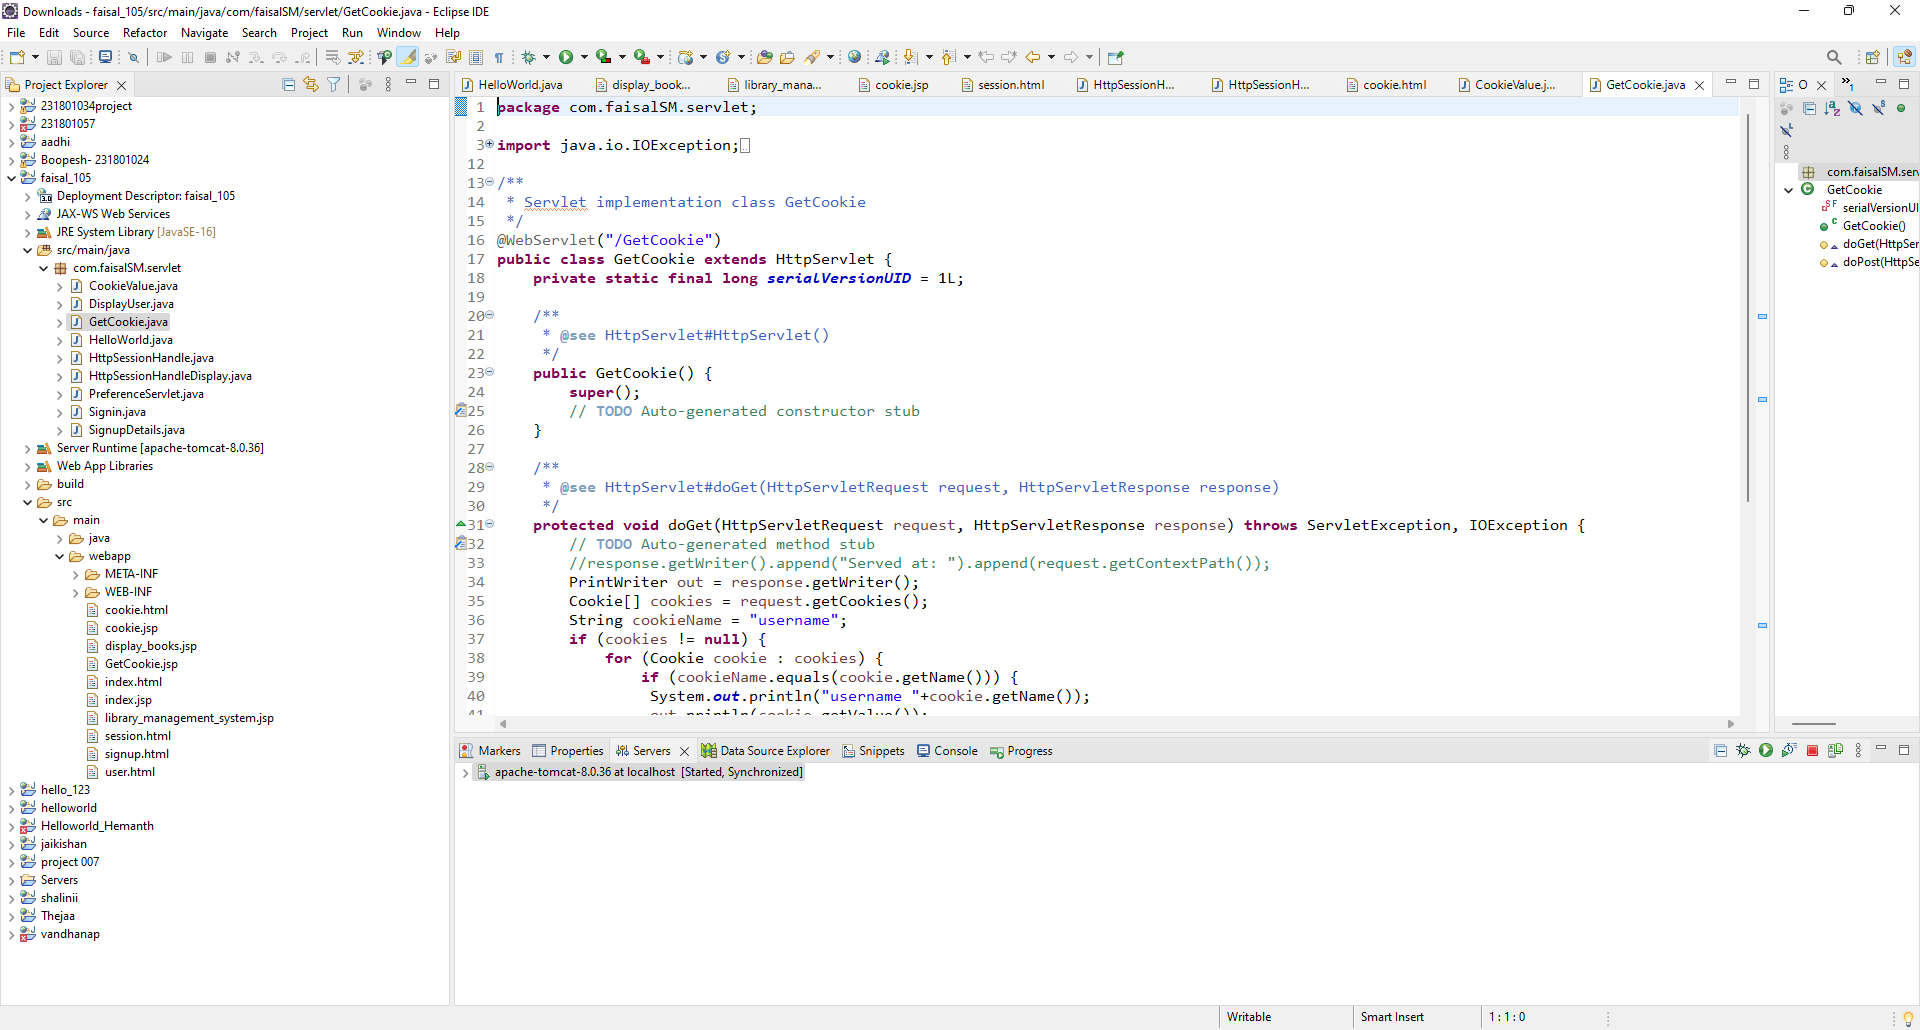 Downloads - faisal_105/src/main/java/com/faisalSM/servlet/GetCookie.java - Eclipse IDE
File Edit Source Refactor Navigate Search Project Run Window Help
Project Explorer
231801034project
231801057
aadhi
Boopesh- 231801024
faisal_105
Deployment Descriptor: faisal_105
JAX-WS Web Services
JRE System Library [JavaSE-16]
src/main/java
com.faisalSM.servlet
CookieValue.java
DisplayUser.java
GetCookie.java
HelloWorld.java
HttpSessionHandle.java
HttpSessionHandleDisplay.java
PreferenceServlet.java
Signin.java
SignupDetails.java
Server Runtime [apache-tomcat-8.0.36]
Web App Libraries
build
src
main
java
webapp
META-INF
WEB-INF
cookie.html
cookie.jsp
display_books.jsp
GetCookie.jsp
index.html
index.jsp
library_management_system.jsp
session.html
signup.html
user.html
hello_123
helloworld
Helloworld_Hemanth
jaikishan
project 007
Servers
shalinii
Thejaa
vandhanap
HelloWorld.java display_book... library_mana... cookie.jsp session.html HttpSessionH... HttpSessionH... cookie.html CookieValue.j... GetCookie.java
1 package com.faisalSM.servlet;
2
3 import java.io.IOException;
12
13 /**
14 * Servlet implementation class GetCookie
15 */
16 @WebServlet("/GetCookie")
17 public class GetCookie extends HttpServlet {
18 private static final long serialVersionUID = 1L;
19
20 /**
21 * @see HttpServlet#HttpServlet()
22 */
23 public GetCookie() {
24 super();
25 // TODO Auto-generated constructor stub
26 }
27
28 /**
29 * @see HttpServlet#doGet(HttpServletRequest request, HttpServletResponse response)
30 */
31 protected void doGet(HttpServletRequest request, HttpServletResponse response) throws ServletException, IOException {
32 // TODO Auto-generated method stub
33 //response.getWriter().append("Served at: ").append(request.getContextPath());
34 PrintWriter out = response.getWriter();
35 Cookie[] cookies = request.getCookies();
36 String cookieName = "username";
37 if (cookies != null) {
38 for (Cookie cookie : cookies) {
39 if (cookieName.equals(cookie.getName())) {
40 System.out.println("username "+cookie.getName());
41 out.println(cookie.getValue());
O
com.faisalSM.serv
GetCookie
serialVersionUI
GetCookie()
doGet(HttpSer
doPost(HttpSe
Markers Properties Servers Data Source Explorer Snippets Console Progress
apache-tomcat-8.0.36 at localhost [Started, Synchronized]
Writable Smart Insert 1 : 1 : 0